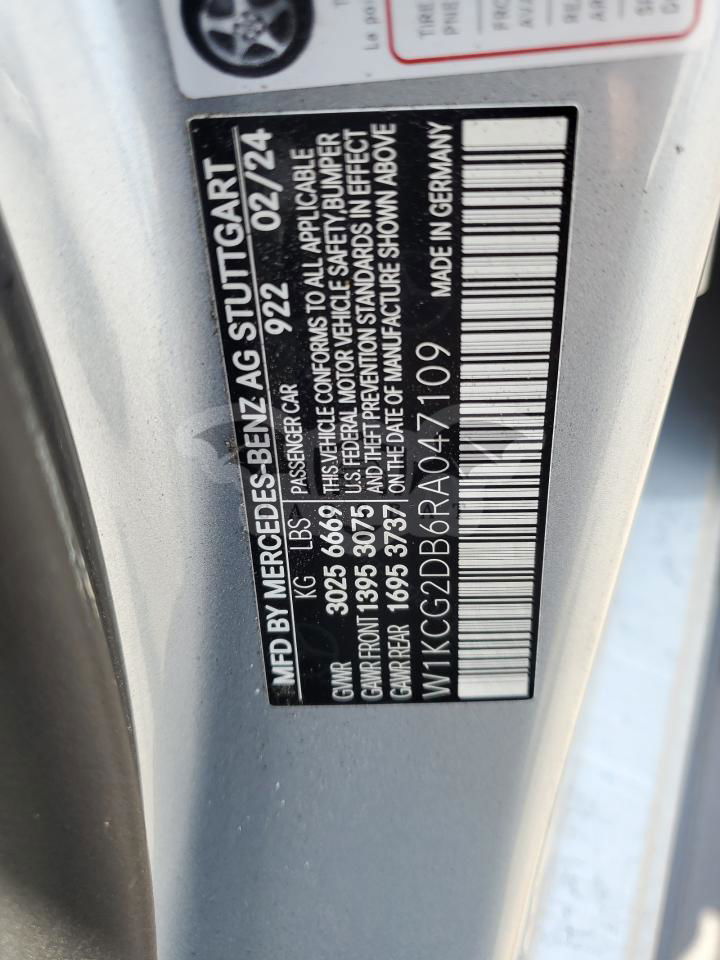 MFD BY MERCEDES-BENZ AG STUTTGART
922 02/24
KG LBS PASSENGER CAR
GVWR 3025 6669
GAWR FRONT 1395 3075
GAWR REAR 1695 3737
THIS VEHICLE CONFORMS TO ALL APPLICABLE
U.S. FEDERAL MOTOR VEHICLE SAFETY, BUMPER
AND THEFT PREVENTION STANDARDS IN EFFECT
ON THE DATE OF MANUFACTURE SHOWN ABOVE
W1KCG2DB6RA047109
MADE IN GERMANY
TIRE
La